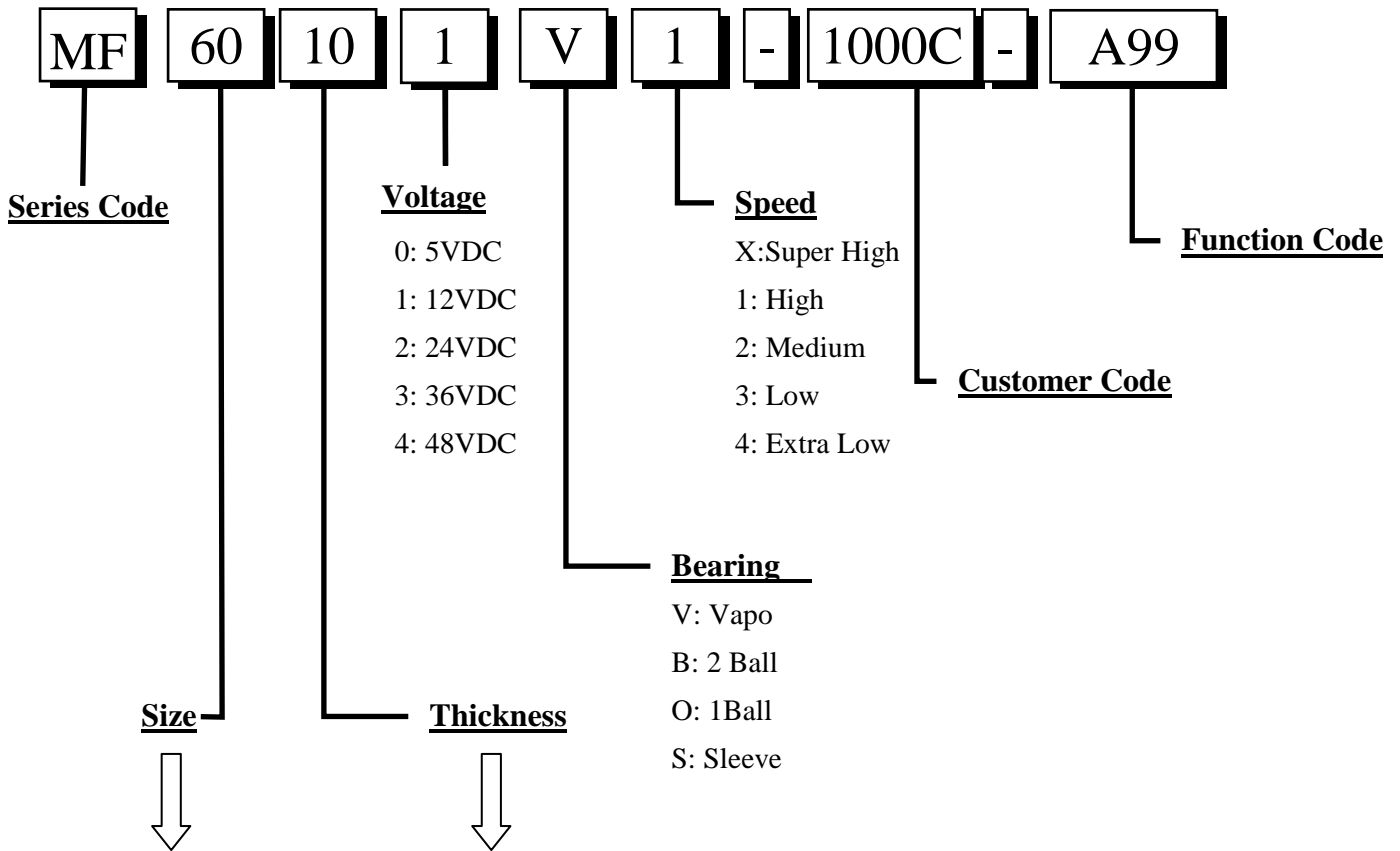 MF 60 10 1 V 1 - 1000C - A99
Series Code
Voltage
0: 5VDC
1: 12VDC
2: 24VDC
3: 36VDC
4: 48VDC
Speed
X:Super High
1: High
2: Medium
3: Low
4: Extra Low
Function Code
Customer Code
Bearing
V: Vapo
B: 2 Ball
O: 1Ball
S: Sleeve
Size
Thickness